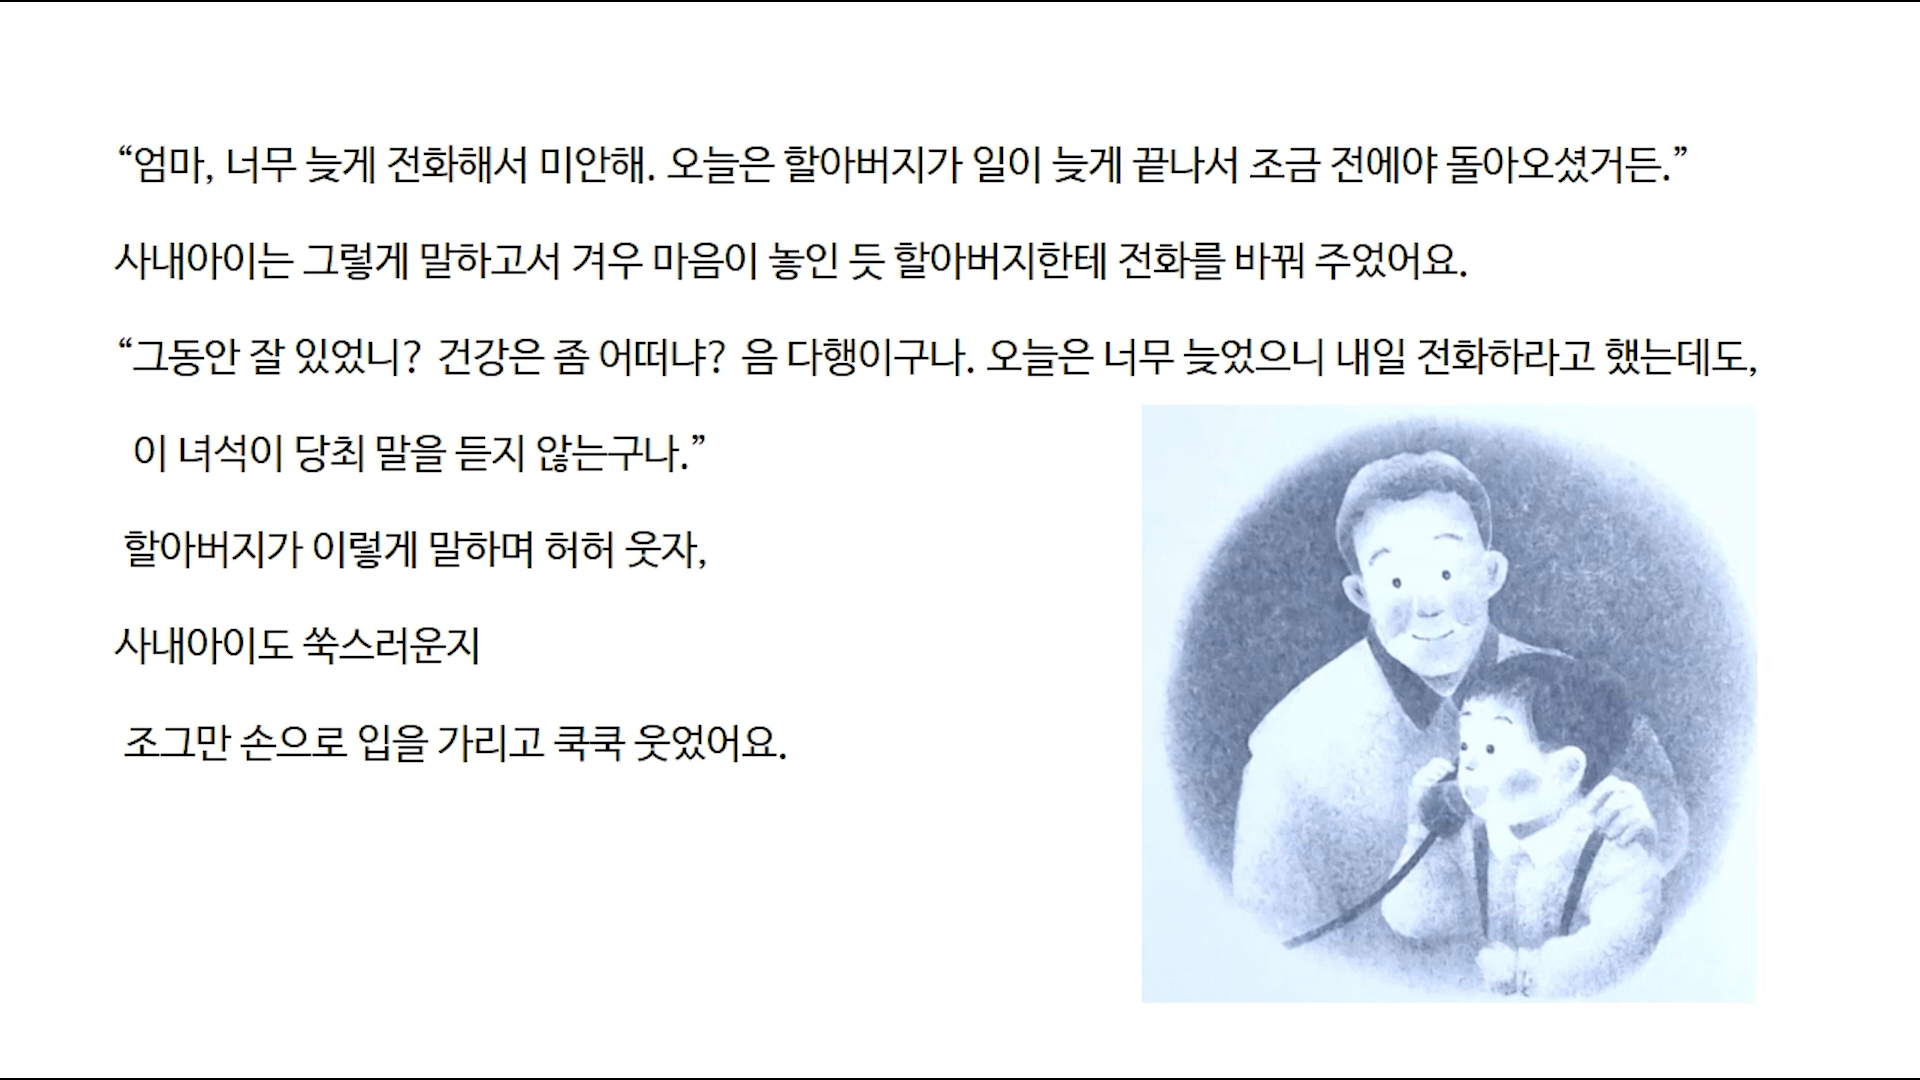 “엄마, 너무 늦게 전화해서 미안해. 오늘은 할아버지가 일이 늦게 끝나서 조금 전에야 돌아오셨거든.”
사내아이는 그렇게 말하고서 겨우 마음이 놓인 듯 할아버지한테 전화를 바꿔 주었어요.
“그동안 잘 있었니? 건강은 좀 어떠냐? 음 다행이구나. 오늘은 너무 늦었으니 내일 전화하라고 했는데도,
이 녀석이 당최 말을 듣지 않는구나.”
할아버지가 이렇게 말하며 허허 웃자,
사내아이도 쑥스러운지
조그만 손으로 입을 가리고 쿡쿡 웃었어요.